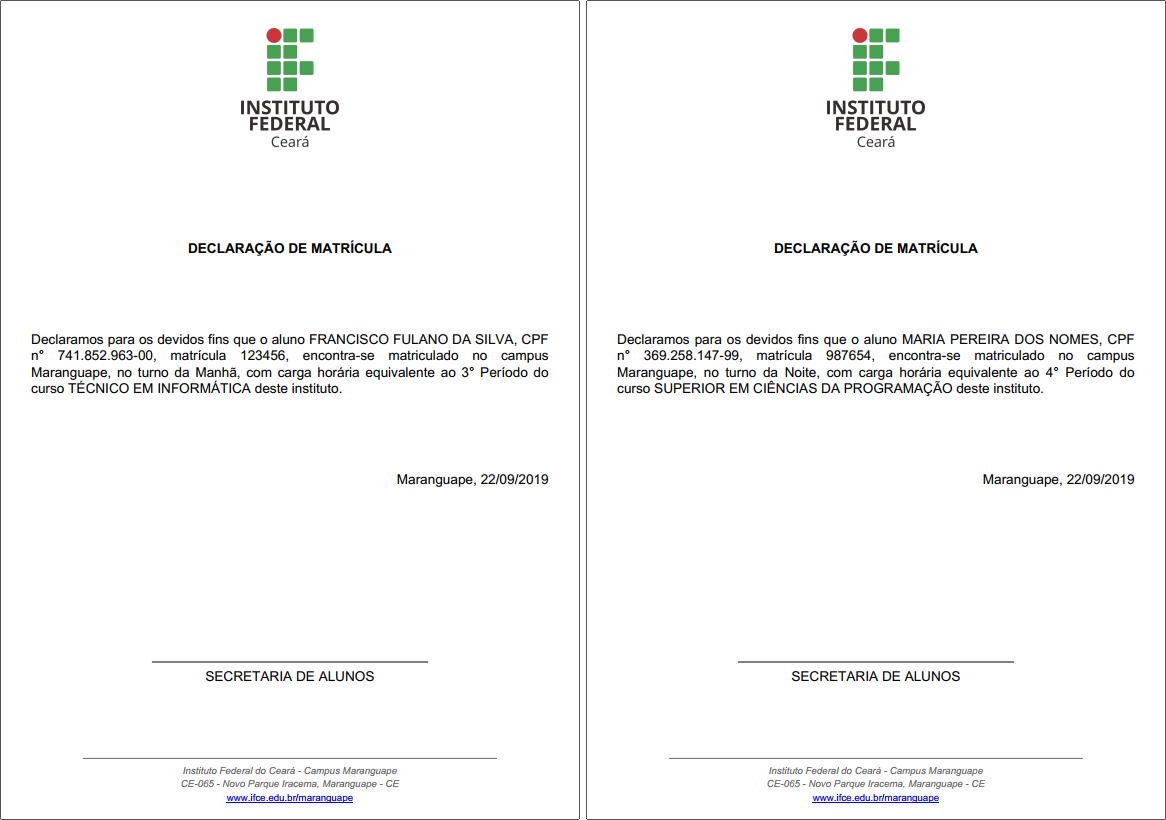 INSTITUTO
FEDERAL
Ceará
DECLARAÇÃO DE MATRÍCULA
Declaramos para os devidos fins que o aluno FRANCISCO FULANO DA SILVA, CPF
n° 741.852.963-00, matrícula 123456, encontra-se matriculado no campus
Maranguape, no turno da Manhã, com carga horária equivalente ao 3° Período do
curso TÉCNICO EM INFORMÁTICA deste instituto.
Maranguape, 22/09/2019
SECRETARIA DE ALUNOS
Instituto Federal do Ceará - Campus Maranguape
CE-065 - Novo Parque Iracema, Maranguape - CE
www.ifce.edu.br/maranguape
INSTITUTO
FEDERAL
Ceará
DECLARAÇÃO DE MATRÍCULA
Declaramos para os devidos fins que o aluno MARIA PEREIRA DOS NOMES, CPF
n° 369.258.147-99, matrícula 987654, encontra-se matriculado no campus
Maranguape, no turno da Noite, com carga horária equivalente ao 4° Período do
curso SUPERIOR EM CIÊNCIAS DA PROGRAMAÇÃO deste instituto.
Maranguape, 22/09/2019
SECRETARIA DE ALUNOS
Instituto Federal do Ceará - Campus Maranguape
CE-065 - Novo Parque Iracema, Maranguape - CE
www.ifce.edu.br/maranguape